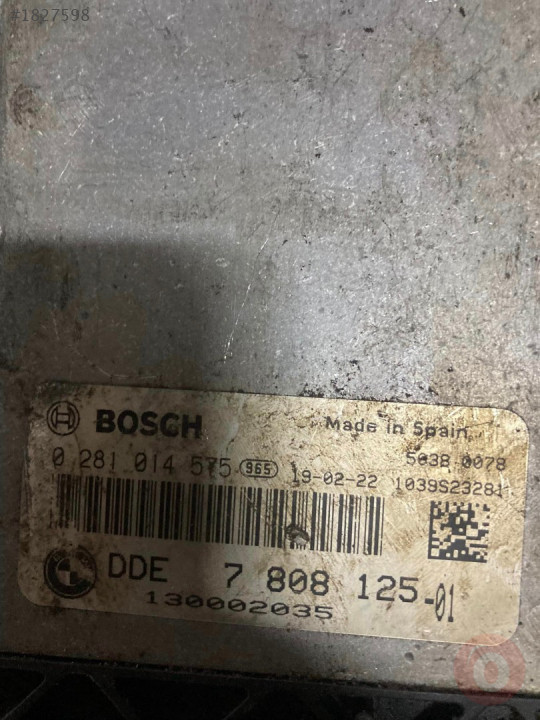 #1827598
BOSCH Made in Spain
5038 0078
0 281 014 575 965 19-02-22 1039S23281
DDE 7 808 125-01
130002035